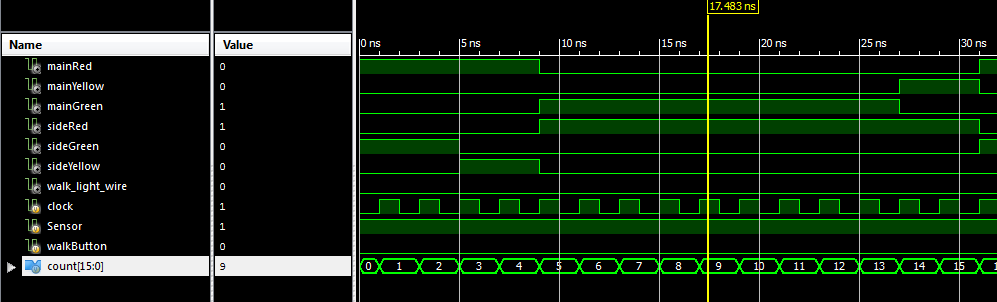 17.483 ns
Name Value
0 ns 5 ns 10 ns 15 ns 20 ns 25 ns 30 ns
mainRed 0
mainYellow 0
mainGreen 1
sideRed 1
sideGreen 0
sideYellow 0
walk_light_wire 0
clock 1
Sensor 1
walkButton 0
count[15:0] 9 0 1 2 3 4 5 6 7 8 9 10 11 12 13 14 15